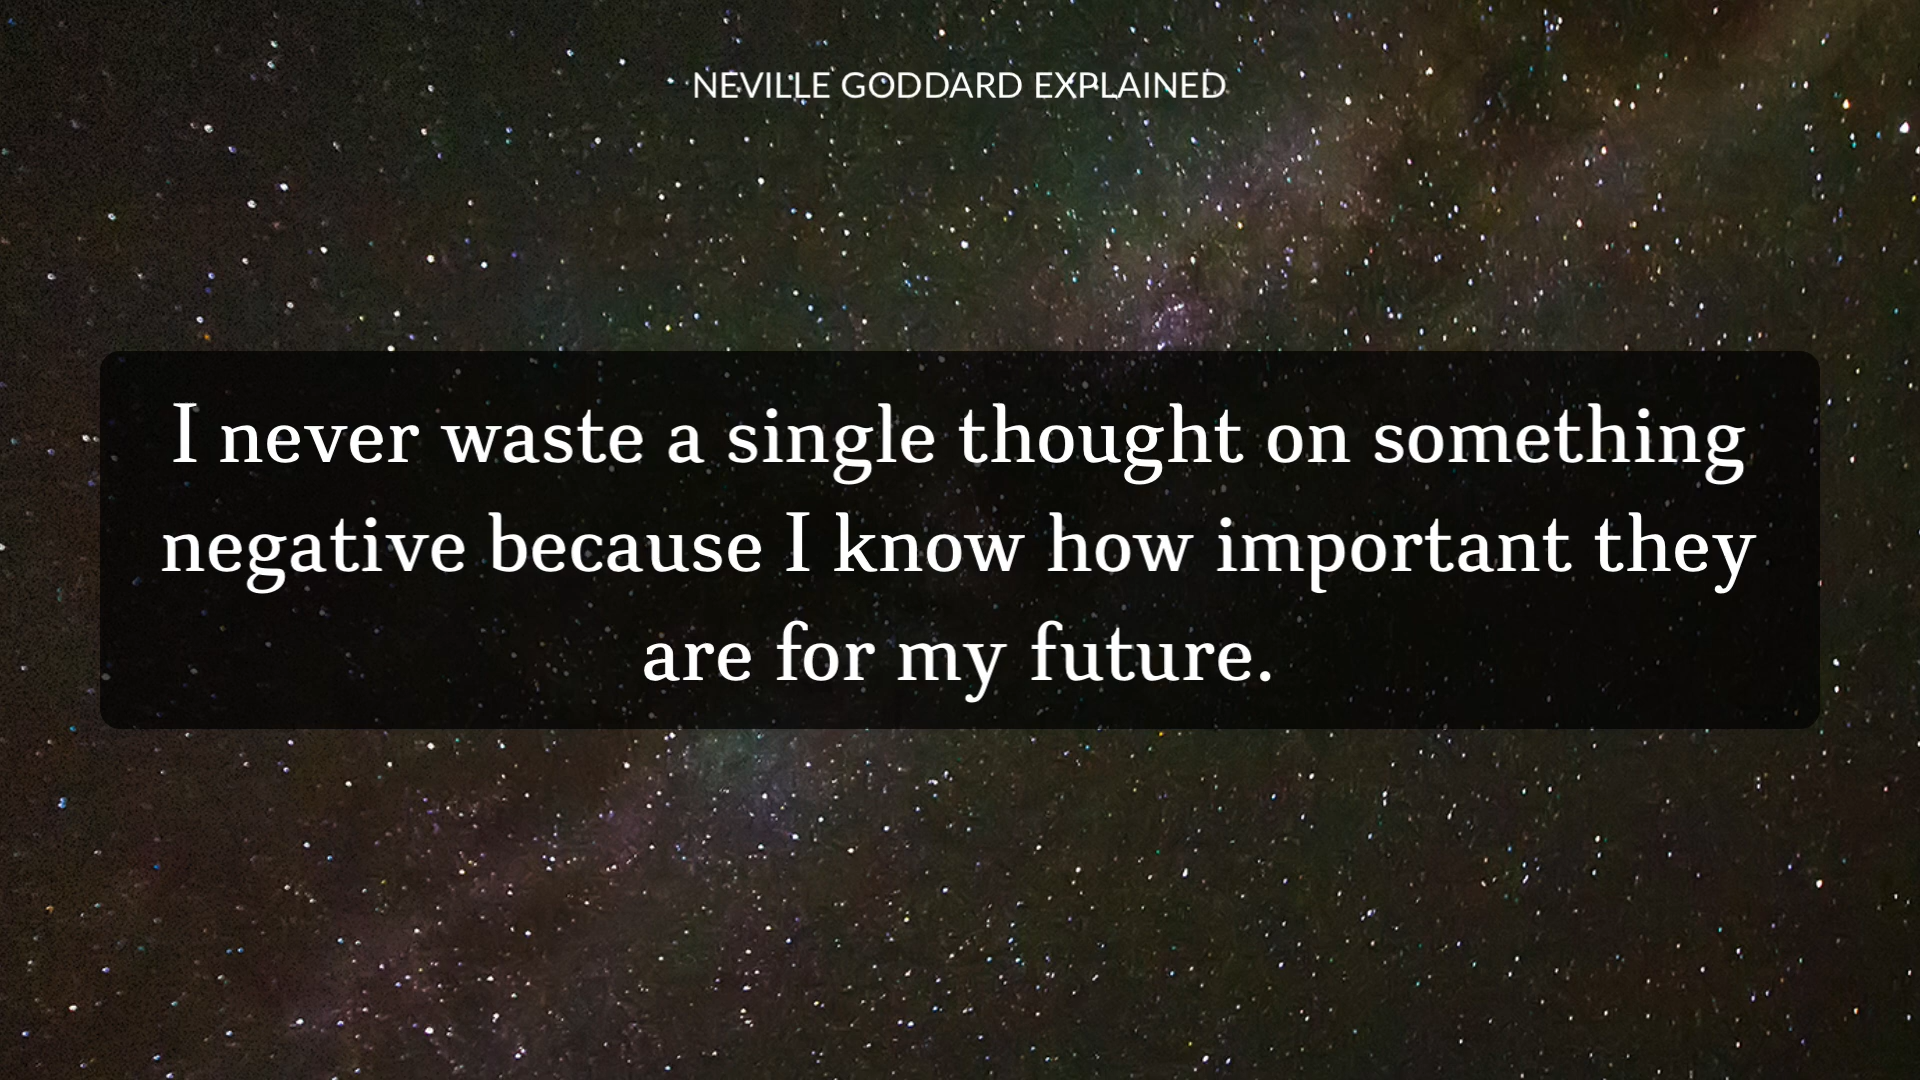 NEVILLE GODDARD EXPLAINED
I never waste a single thought on something
negative because I know how important they
are for my future.